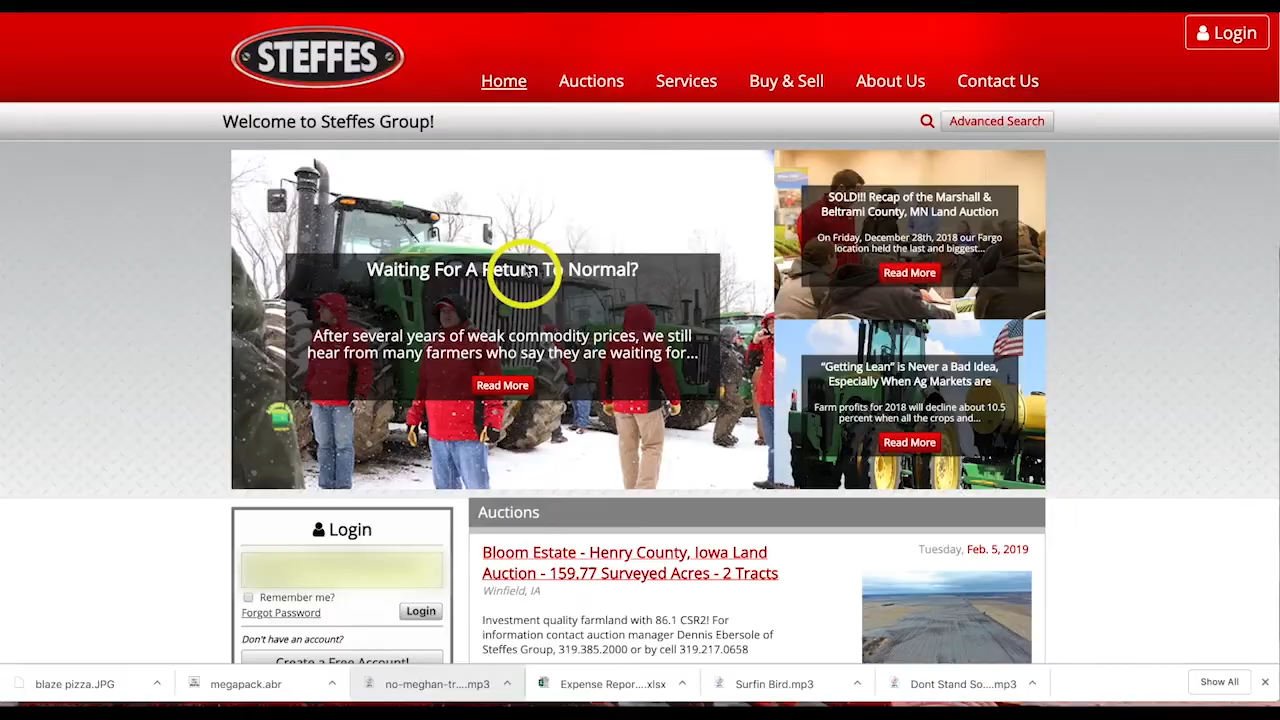 STEFFES
Login
Home
Auctions
Services
Buy & Sell
About Us
Contact Us
Welcome to Steffes Group!
Advanced Search
Waiting For A Return To Normal?
After several years of weak commodity prices, we still
hear from many farmers who say they are waiting for...
Read More
SOLD!!! Recap of the Marshall &
Beltrami County, MN Land Auction
On Friday, December 28th, 2018 our Fargo
location held the last and biggest...
Read More
“Getting Lean” is Never a Bad Idea,
Especially When Ag Markets are
Farm profits for 2018 will decline about 10.5
percent when all the crops and...
Read More
Login
Remember me?
Forgot Password
Login
Don't have an account?
Create a Free Account!
Auctions
Bloom Estate - Henry County, Iowa Land
Auction - 159.77 Surveyed Acres - 2 Tracts
Winfield, IA
Tuesday, Feb. 5, 2019
Investment quality farmland with 86.1 CSR2! For
information contact auction manager Dennis Ebersole of
Steffes Group, 319.385.2000 or by cell 319.217.0658
blaze pizza.JPG
megapack.abr
no-meghan-tr....mp3
Expense Repor....xlsx
Surfin Bird.mp3
Dont Stand So....mp3
Show All